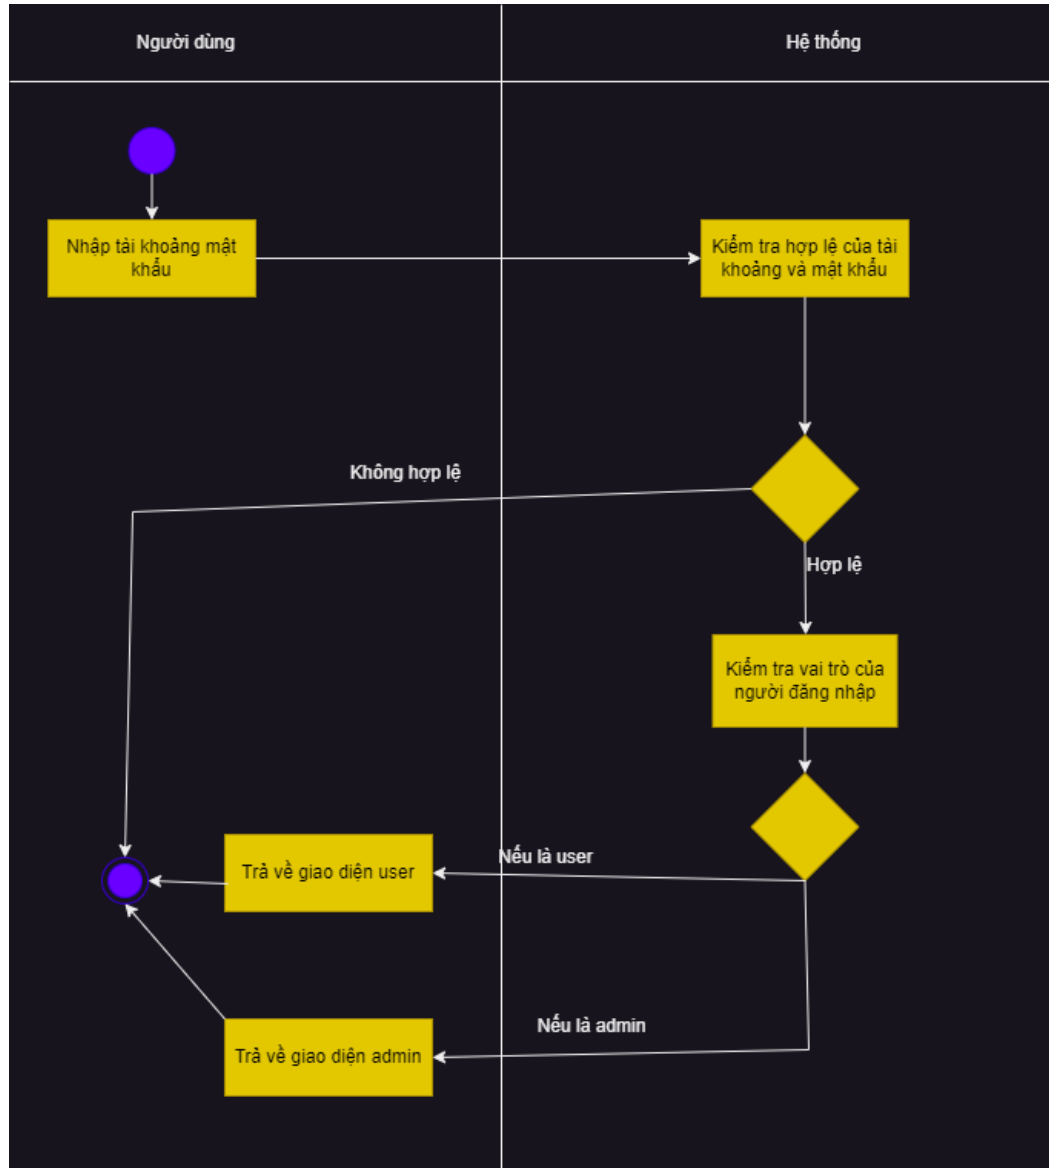 Người dùng
Hệ thống
Nhập tài khoảng mật
khẩu
Kiểm tra hợp lệ của tài
khoảng và mật khẩu
Không hợp lệ
Hợp lệ
Kiểm tra vai trò của
người đăng nhập
Nếu là user
Trả về giao diện user
Nếu là admin
Trả về giao diện admin